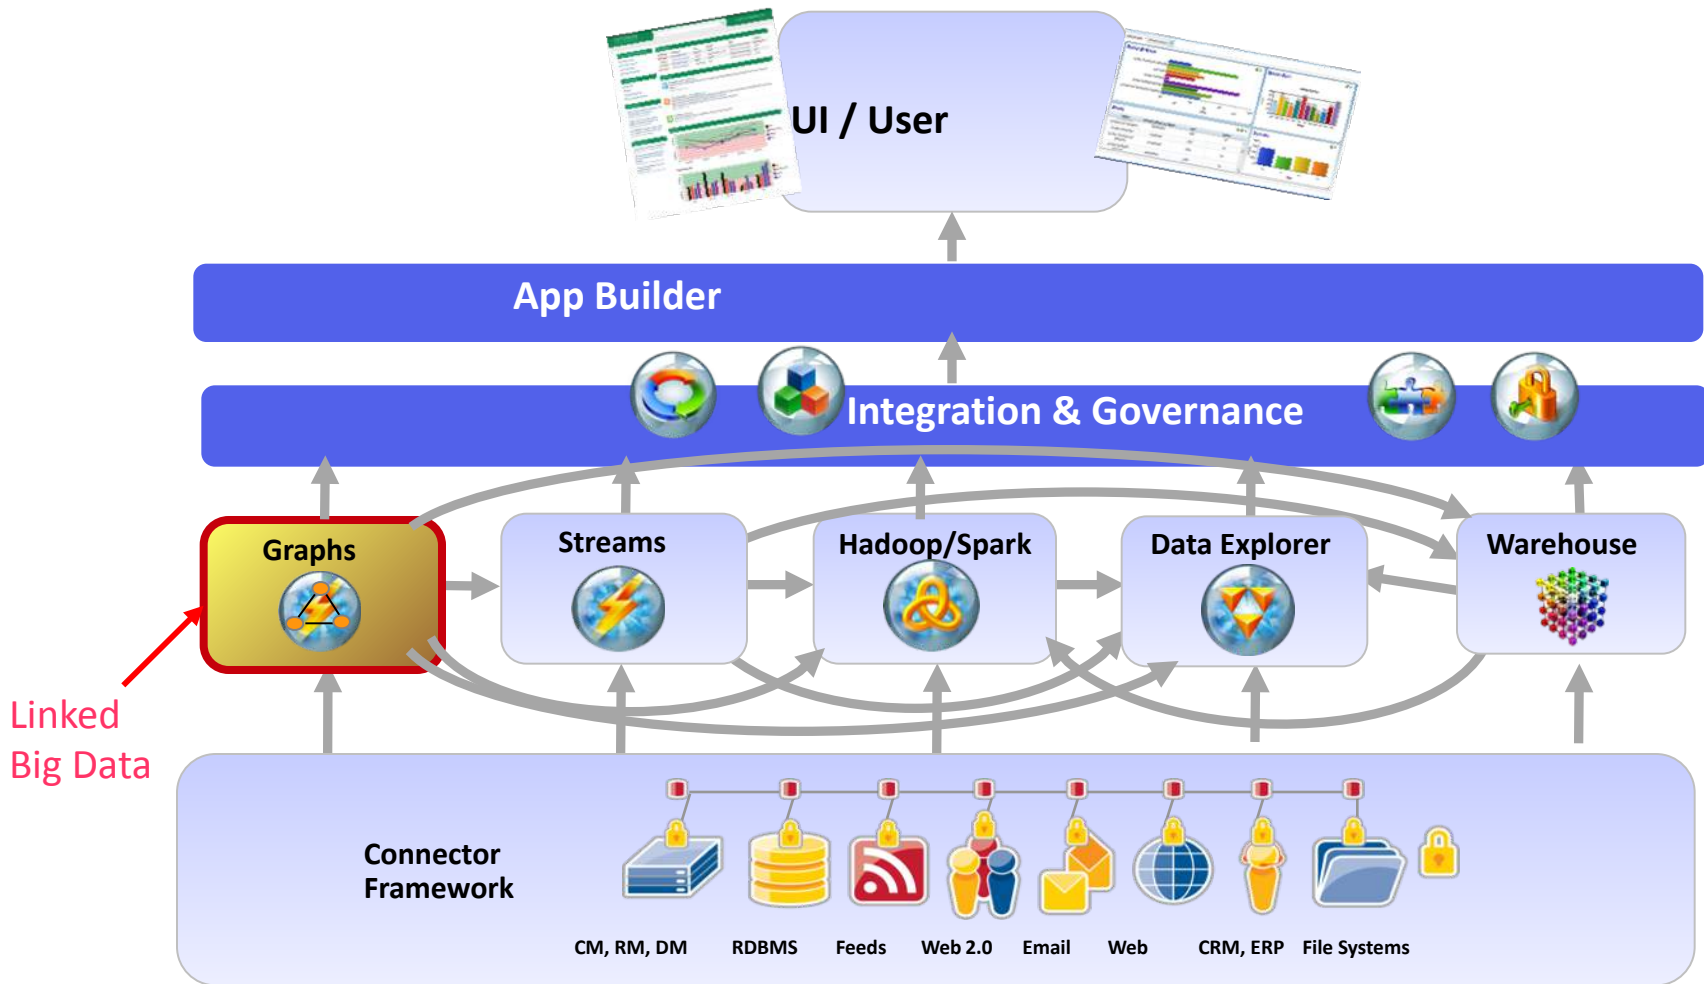 UI / User
App Builder
Integration & Governance
Graphs
Streams
Hadoop/Spark
Data Explorer
Warehouse
Linked
Big Data
Connector
Framework
CM, RM, DM
RDBMS
Feeds
Web 2.0
Email
Web
CRM, ERP
File Systems